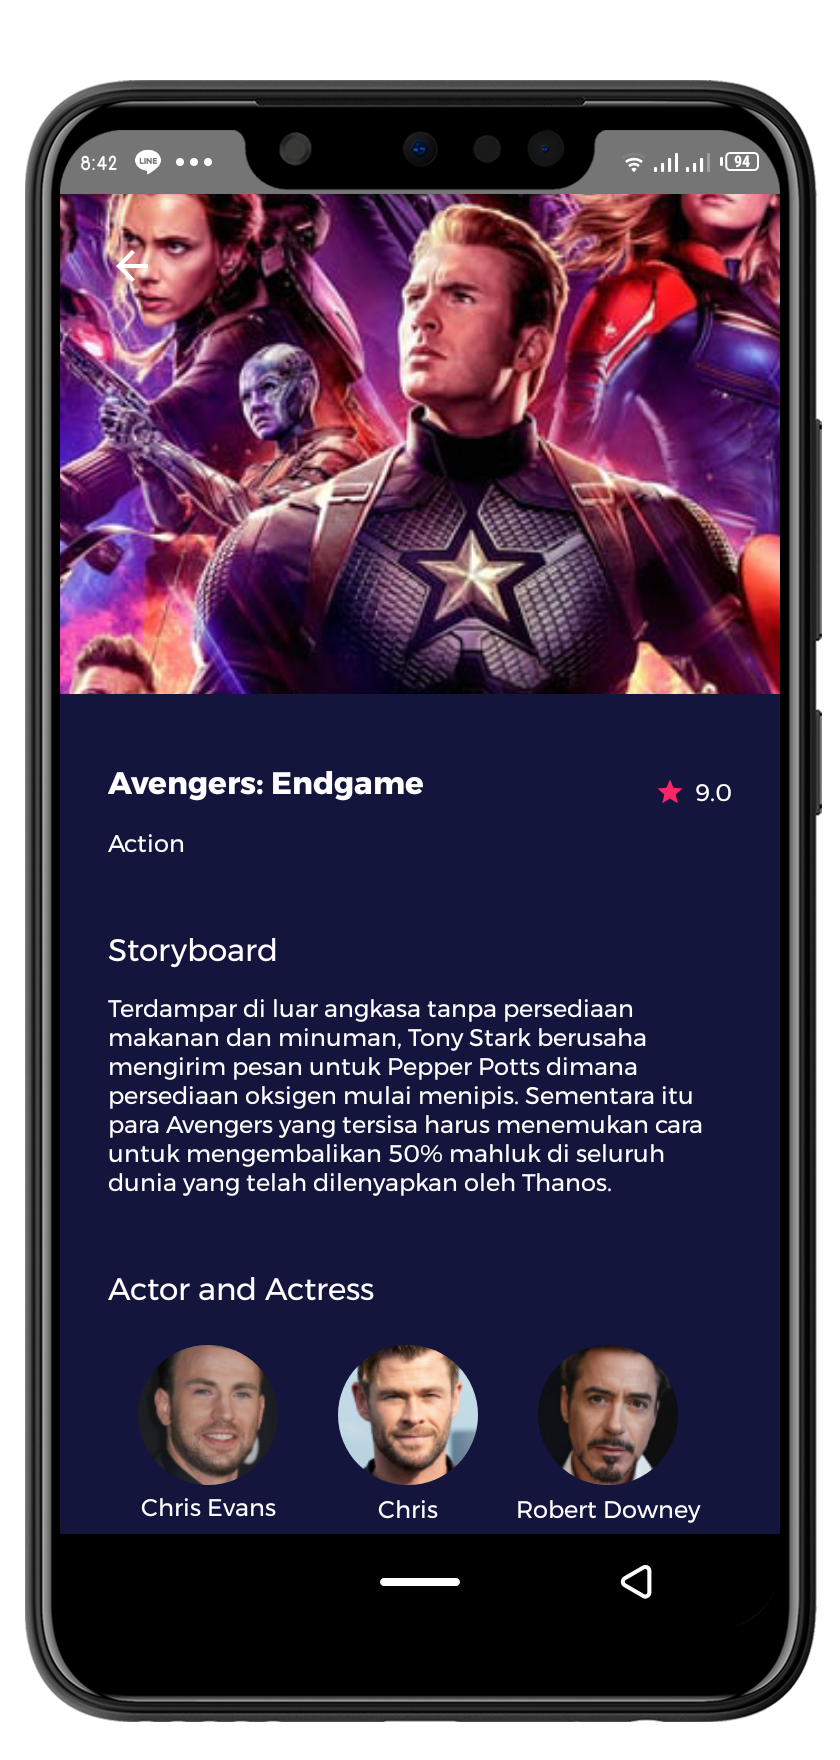 8:42 LINE 94
Avengers: Endgame
9.0
Action
Storyboard
Terdampar di luar angkasa tanpa persediaan
makanan dan minuman, Tony Stark berusaha
mengirim pesan untuk Pepper Potts dimana
persediaan oksigen mulai menipis. Sementara itu
para Avengers yang tersisa harus menemukan cara
untuk mengembalikan 50% mahluk di seluruh
dunia yang telah dilenyapkan oleh Thanos.
Actor and Actress
Chris Evans
Chris
Robert Downey